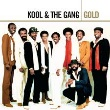 KOOL & THE GANG GOLD